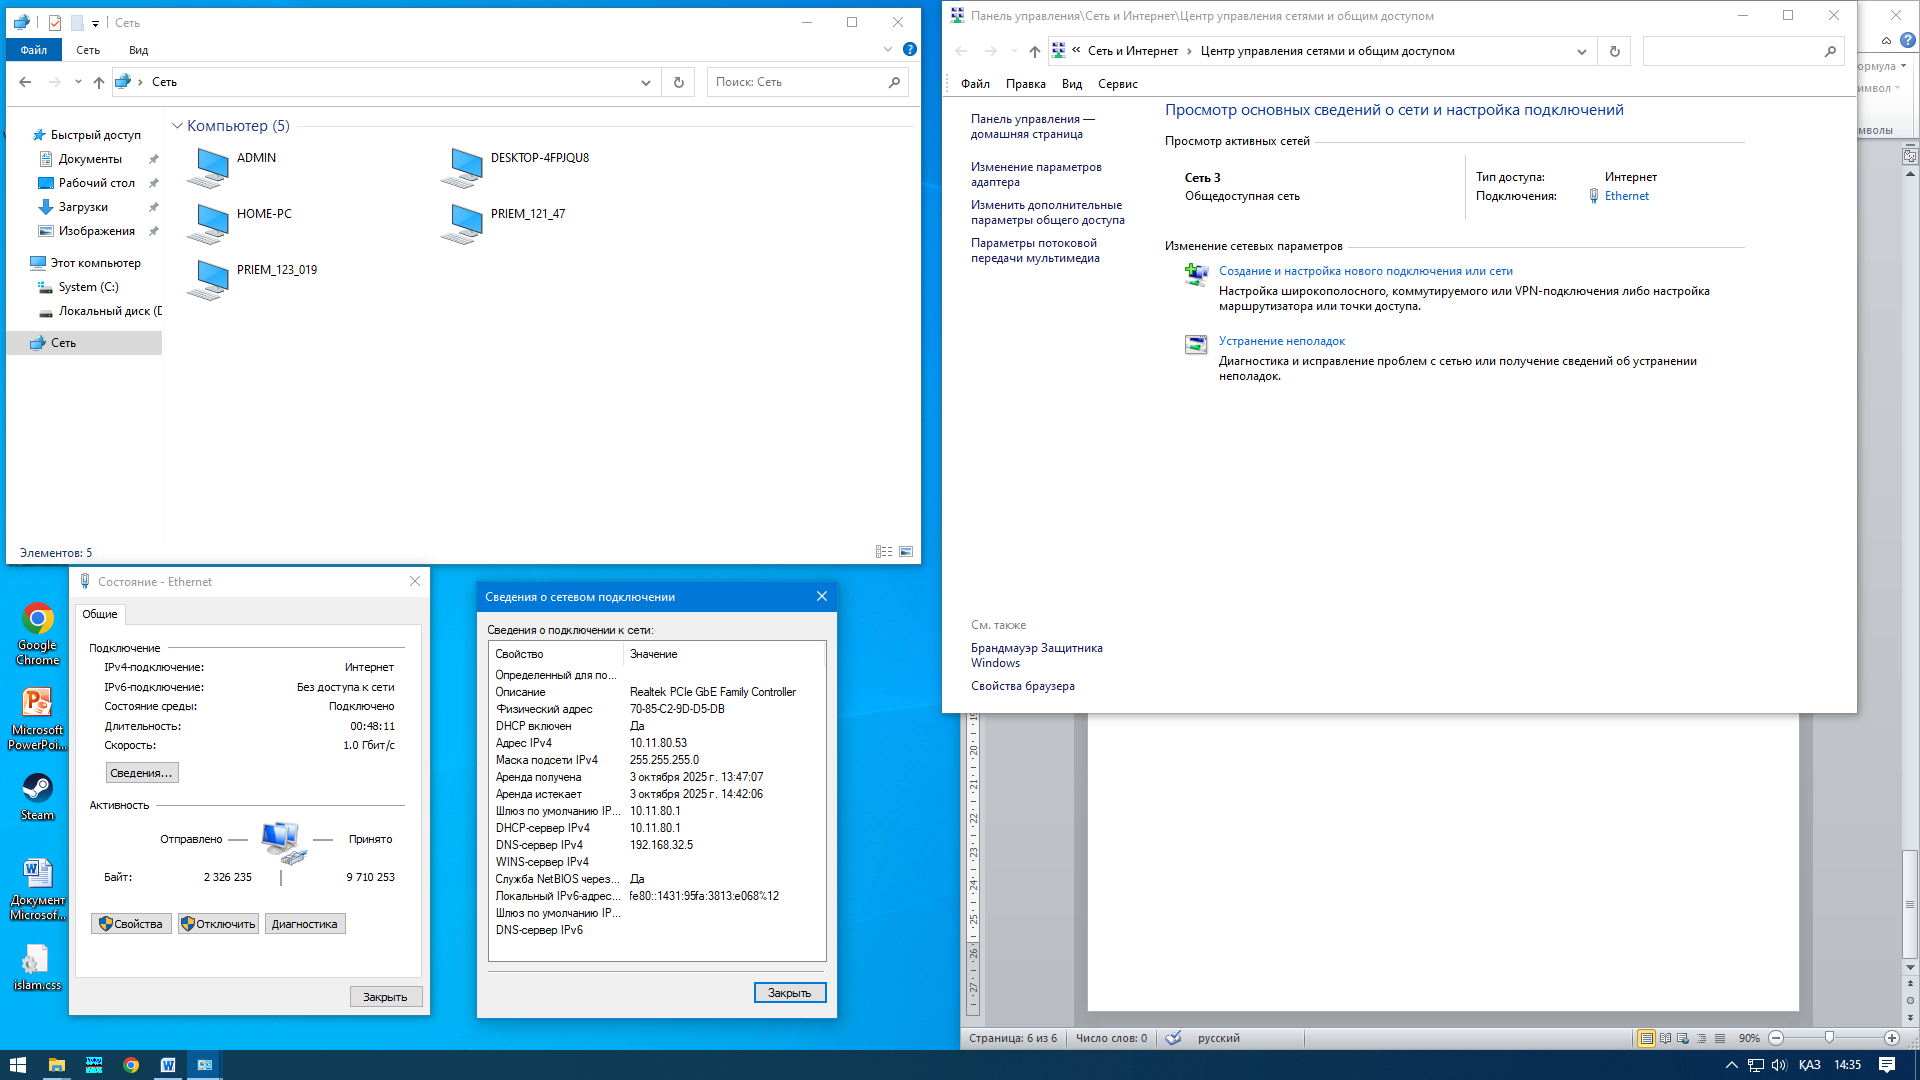 Сеть
Файл
Сеть
Вид
Сеть
Поиск: Сеть
Быстрый доступ
Документы
Рабочий стол
Загрузки
Изображения
Этот компьютер
System (C:)
Локальный диск (D
Сеть
Компьютер (5)
ADMIN
DESKTOP-4FPJQU8
HOME-PC
PRIEM_121_47
PRIEM_123_019
Элементов: 5
Панель управления\Сеть и Интернет\Центр управления сетями и общим доступом
« Сеть и Интернет › Центр управления сетями и общим доступом
Файл
Правка
Вид
Сервис
Панель управления —
домашняя страница
Изменение параметров
адаптера
Изменить дополнительные
параметры общего доступа
Параметры потоковой
передачи мультимедиа
Просмотр основных сведений о сети и настройка подключений
Просмотр активных сетей
Сеть 3
Общедоступная сеть
Тип доступа: Интернет
Подключения: Ethernet
Изменение сетевых параметров
Создание и настройка нового подключения или сети
Настройка широкополосного, коммутируемого или VPN-подключения либо настройка
маршрутизатора или точки доступа.
Устранение неполадок
Диагностика и исправление проблем с сетью или получение сведений об устранении
неполадок.
См. также
Брандмауэр Защитника
Windows
Свойства браузера
ормула
имвол
мволы
Google
Chrome
Microsoft
PowerPoi...
Steam
Документ
Microsof...
islam.css
Состояние - Ethernet
Общие
Подключение
IPv4-подключение: Интернет
IPv6-подключение: Без доступа к сети
Состояние среды: Подключено
Длительность: 00:48:11
Скорость: 1.0 Гбит/с
Сведения...
Активность
Отправлено — — Принято
Байт: 2 326 235 | 9 710 253
Свойства
Отключить
Диагностика
Закрыть
Сведения о сетевом подключении
Сведения о подключении к сети:
Свойство Значение
Определенный для по...
Описание Realtek PCIe GbE Family Controller
Физический адрес 70-85-C2-9D-D5-DB
DHCP включен Да
Адрес IPv4 10.11.80.53
Маска подсети IPv4 255.255.255.0
Аренда получена 3 октября 2025 г. 13:47:07
Аренда истекает 3 октября 2025 г. 14:42:06
Шлюз по умолчанию IP... 10.11.80.1
DHCP-сервер IPv4 10.11.80.1
DNS-сервер IPv4 192.168.32.5
WINS-сервер IPv4
Служба NetBIOS через... Да
Локальный IPv6-адрес... fe80::1431:95fa:3813:e068%12
Шлюз по умолчанию IP...
DNS-сервер IPv6
Закрыть
20
21
22
23
24
25
26
27
Страница: 6 из 6
Число слов: 0
русский
90%
ҚАЗ
14:35